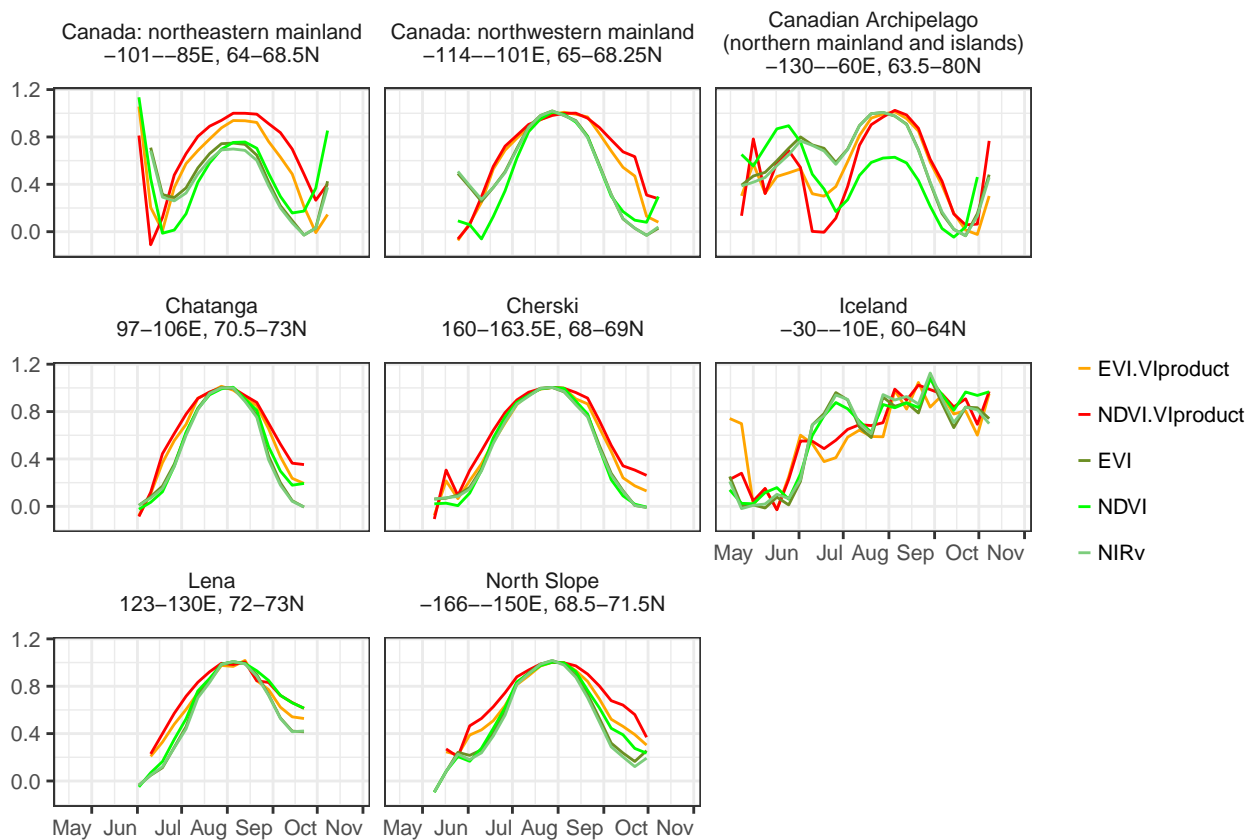 Canada: northeastern mainland
−101−−85E, 64−68.5N
Canada: northwestern mainland
−114−−101E, 65−68.25N
Canadian Archipelago
(northern mainland and islands)
−130−−60E, 63.5−80N
1.2
0.8
0.4
0.0
Chatanga
97−106E, 70.5−73N
Cherski
160−163.5E, 68−69N
Iceland
−30−−10E, 60−64N
1.2
0.8
0.4
0.0
May Jun Jul Aug Sep Oct Nov
EVI.VIproduct
NDVI.VIproduct
EVI
NDVI
NIRv
Lena
123−130E, 72−73N
North Slope
−166−−150E, 68.5−71.5N
1.2
0.8
0.4
0.0
May Jun Jul Aug Sep Oct Nov
May Jun Jul Aug Sep Oct Nov